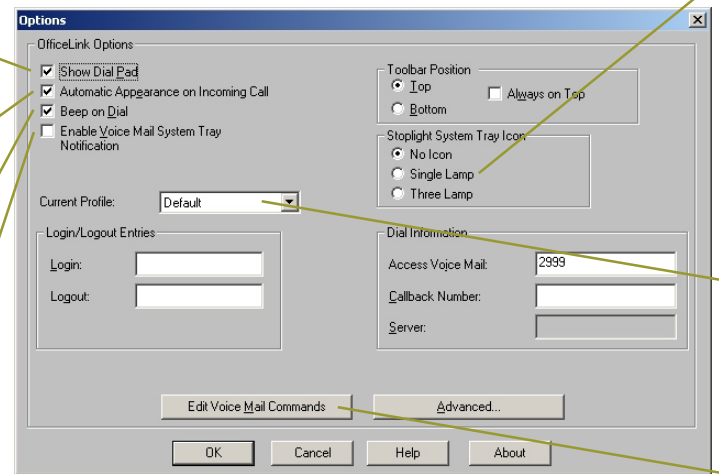 Options
OfficeLink Options
Show Dial Pad
Automatic Appearance on Incoming Call
Beep on Dial
Enable Voice Mail System Tray
Notification
Toolbar Position
Top
Always on Top
Bottom
Stoplight System Tray Icon
No Icon
Single Lamp
Three Lamp
Current Profile:
Default
Login/Logout Entries
Login:
Logout:
Dial Information
Access Voice Mail:
2999
Callback Number:
Server:
Edit Voice Mail Commands
Advanced...
OK
Cancel
Help
About